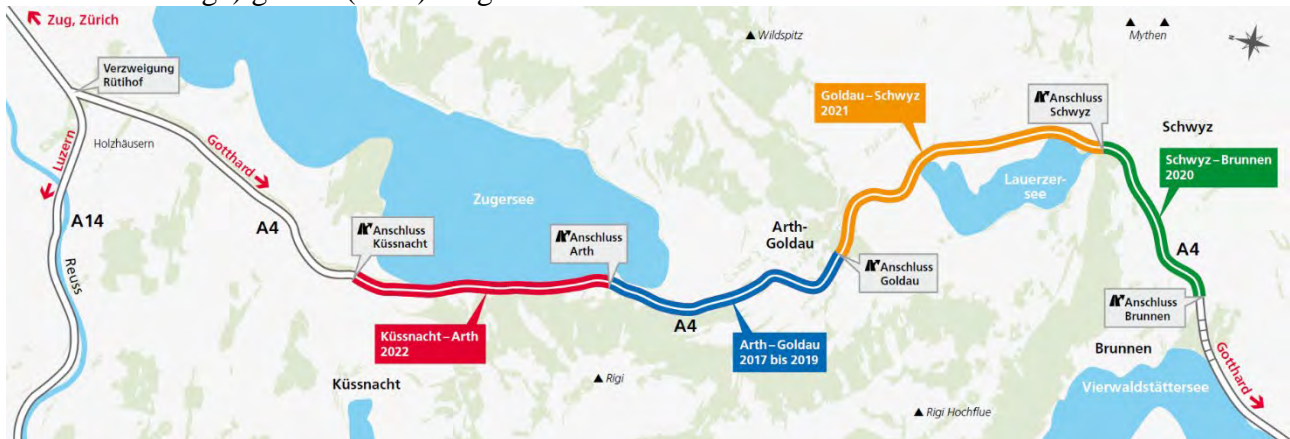 Zug, Zürich
Verzweigung
Rütihof
Holzhäusern
Luzern
A14
Reuss
Gotthard
A4
Anschluss
Küssnacht
Zugersee
Anschluss
Arth
Küssnacht – Arth
2022
Küssnacht
Rigi
A4
Arth – Goldau
2017 bis 2019
Arth-
Goldau
Anschluss
Goldau
Wildspitz
Goldau – Schwyz
2021
Lauerzer-
see
Anschluss
Schwyz
Mythen
Schwyz
Schwyz – Brunnen
2020
A4
Anschluss
Brunnen
Brunnen
Gotthard
Vierwaldstättersee
Rigi Hochflue